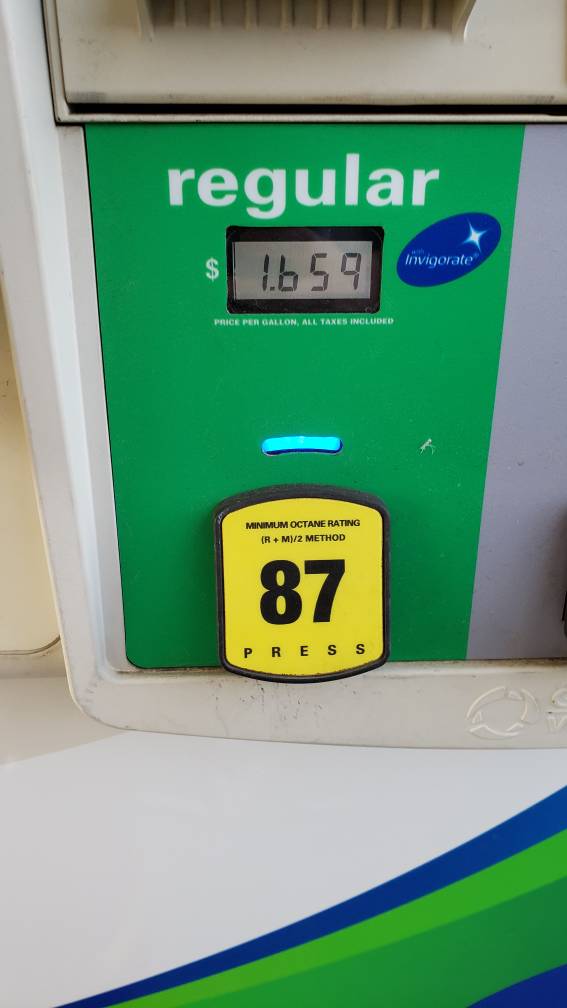 regular
$ 1.659
with
Invigorate®
PRICE PER GALLON, ALL TAXES INCLUDED
MINIMUM OCTANE RATING
(R + M)/2 METHOD
87
PRESS